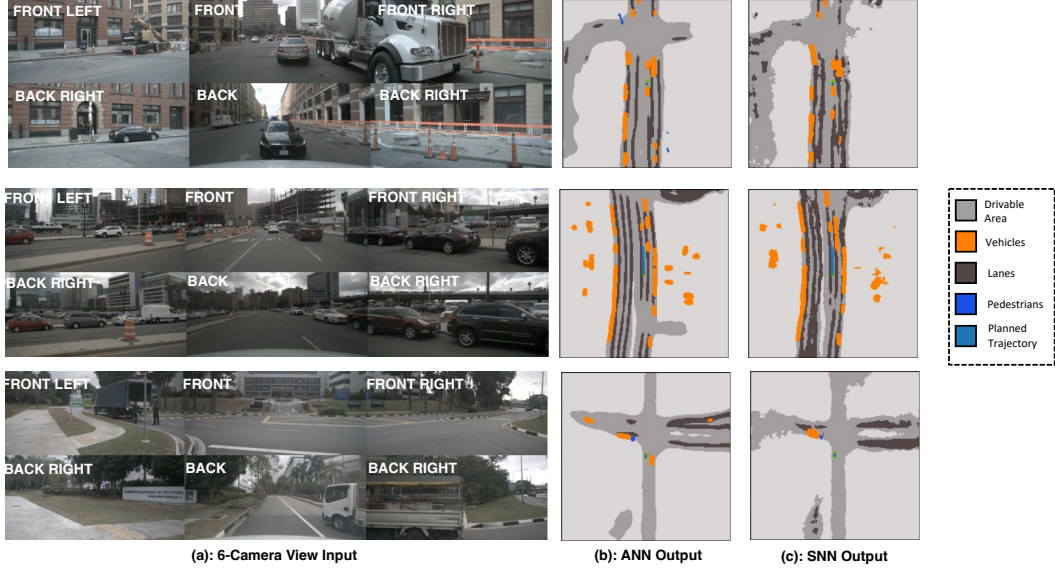 FRONT LEFT
FRONT
FRONT RIGHT
BACK RIGHT
BACK
BACK RIGHT
FRONT LEFT
FRONT
FRONT RIGHT
BACK RIGHT
BACK
BACK RIGHT
FRONT LEFT
FRONT
FRONT RIGHT
BACK RIGHT
BACK
BACK RIGHT
Drivable
Area
Vehicles
Lanes
Pedestrians
Planned
Trajectory
(a): 6-Camera View Input
(b): ANN Output
(c): SNN Output